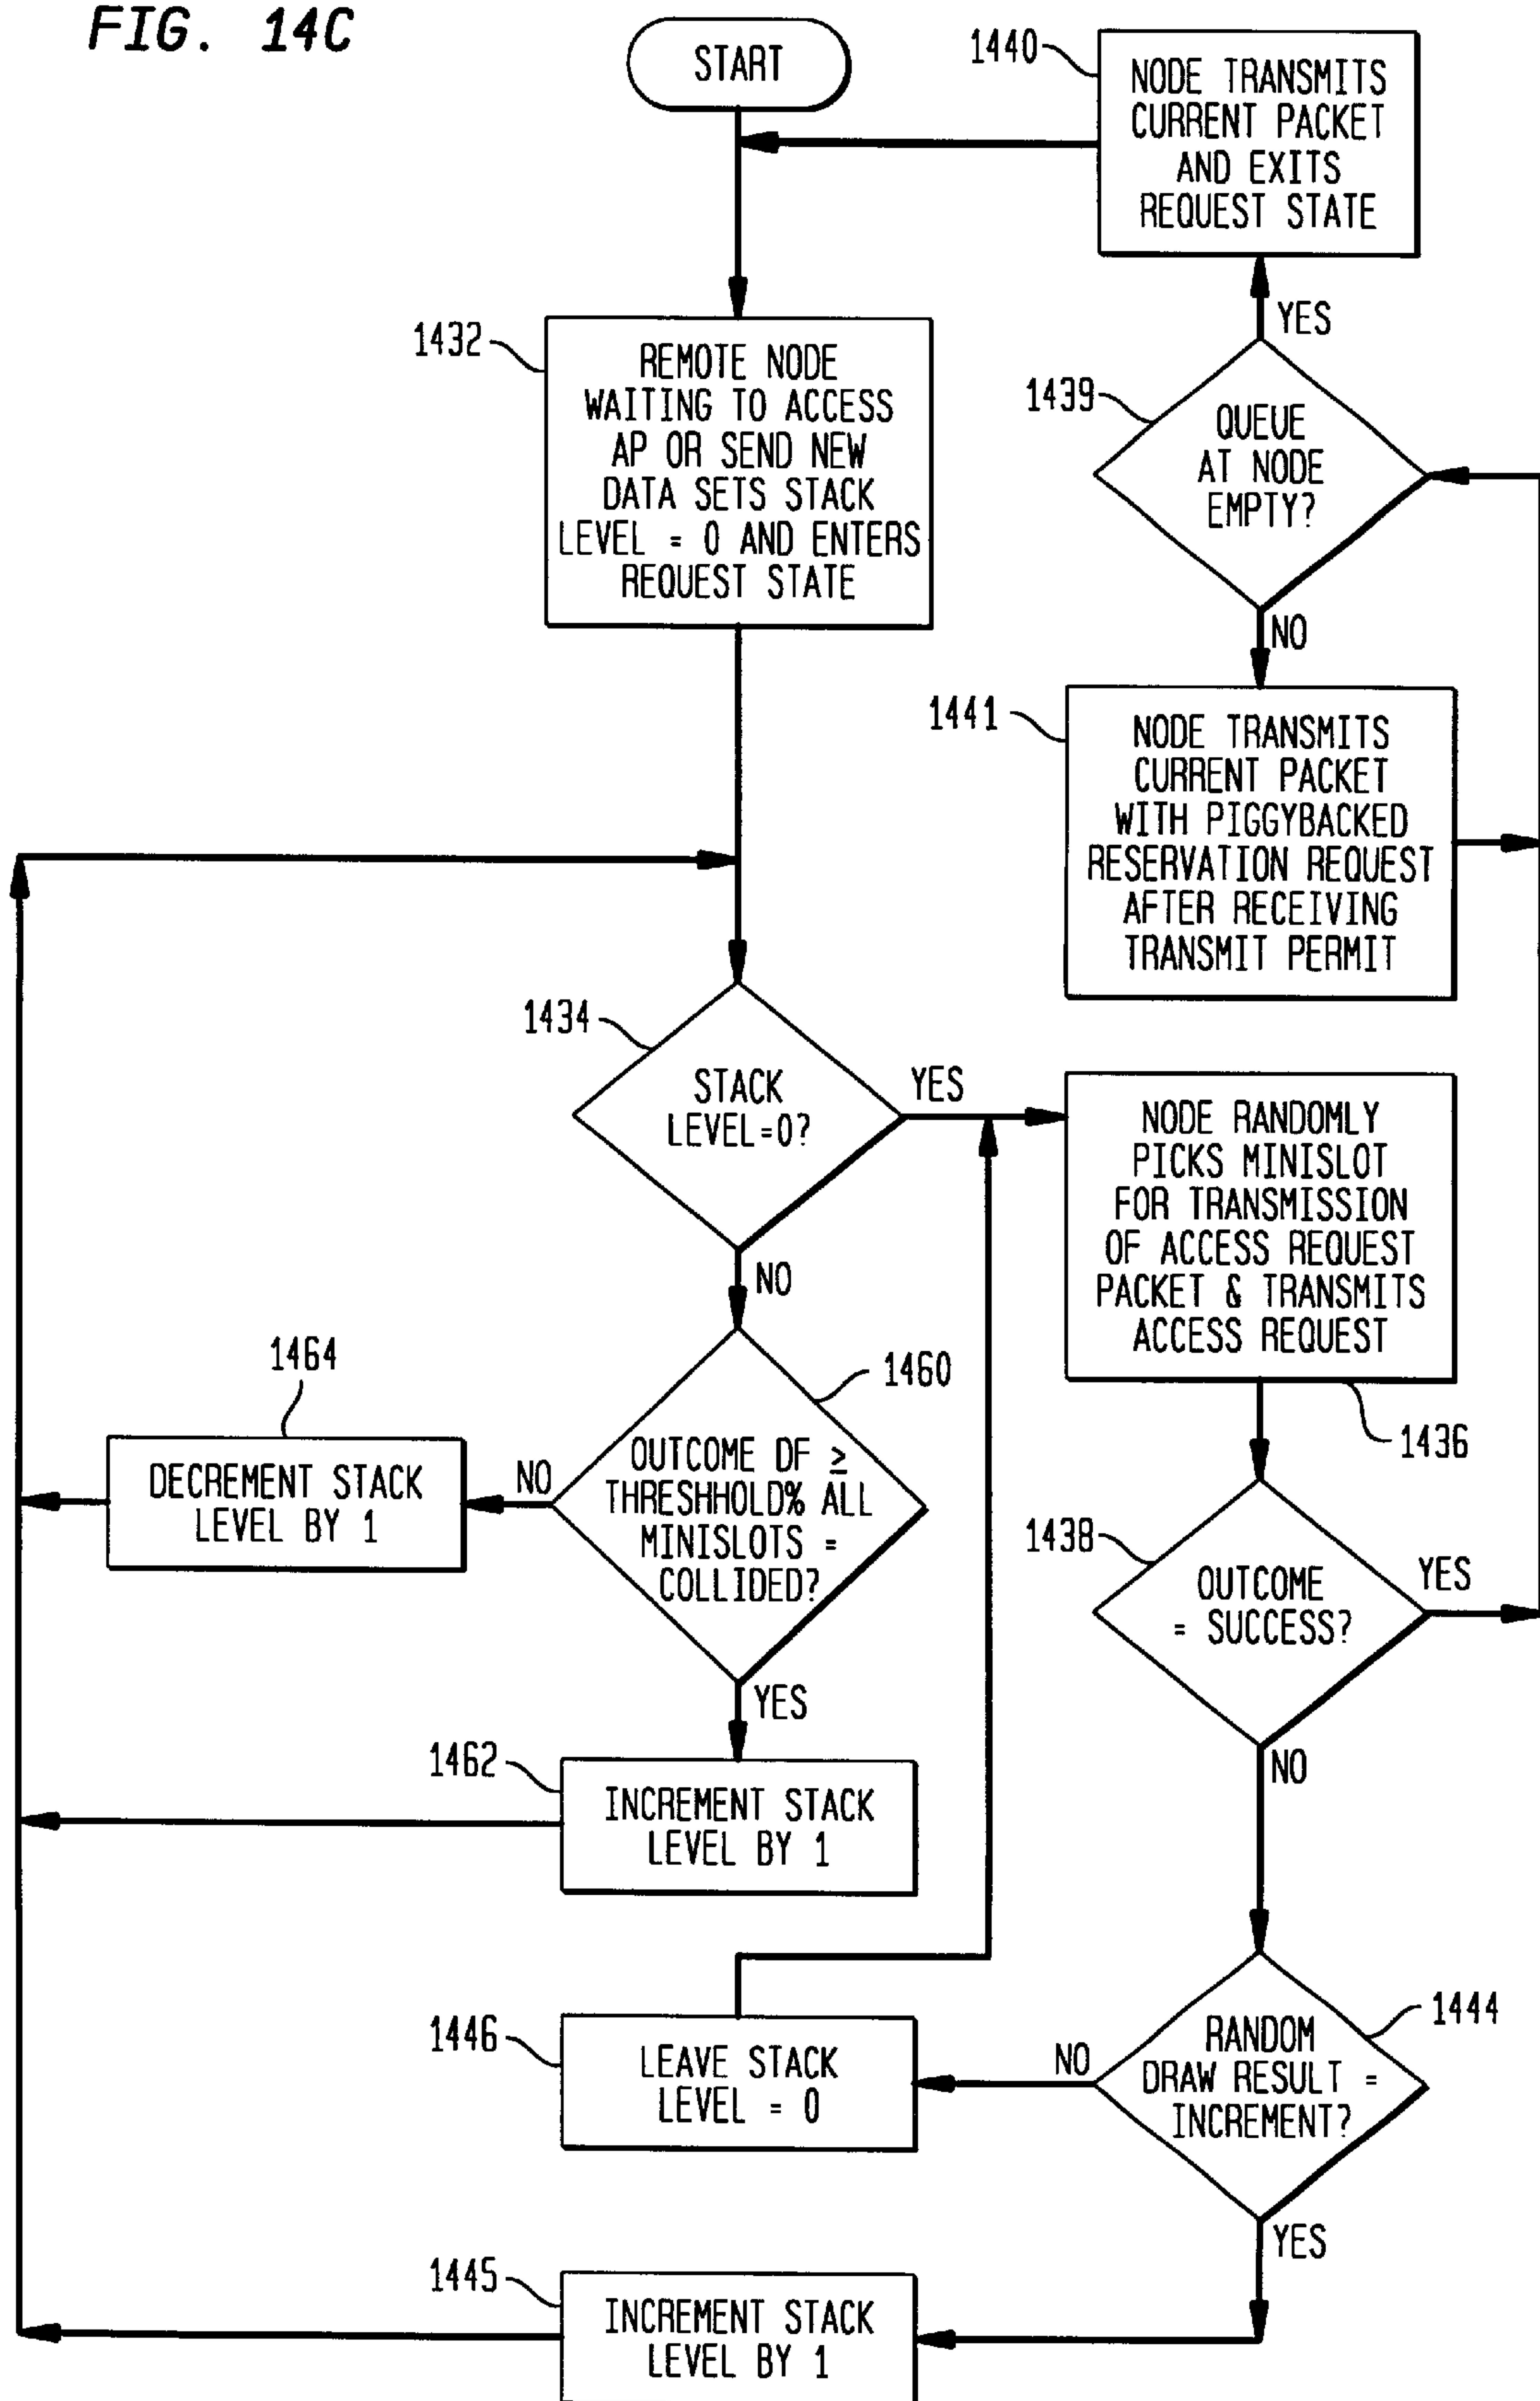 FIG. 14C
START
1440
NODE TRANSMITS
CURRENT PACKET
AND EXITS
REQUEST STATE
YES
1432
REMOTE NODE
WAITING TO ACCESS
AP OR SEND NEW
DATA SETS STACK
LEVEL = 0 AND ENTERS
REQUEST STATE
1439
QUEUE
AT NODE
EMPTY?
NO
1441
NODE TRANSMITS
CURRENT PACKET
WITH PIGGYBACKED
RESERVATION REQUEST
AFTER RECEIVING
TRANSMIT PERMIT
1434
STACK
LEVEL=0?
YES
NO
NODE RANDOMLY
PICKS MINISLOT
FOR TRANSMISSION
OF ACCESS REQUEST
PACKET & TRANSMITS
ACCESS REQUEST
1436
1464
DECREMENT STACK
LEVEL BY 1
NO
1460
OUTCOME DF ≥
THRESHHOLD% ALL
MINISLOTS =
COLLIDED?
YES
1438
OUTCOME
= SUCCESS?
YES
NO
1462
INCREMENT STACK
LEVEL BY 1
1446
LEAVE STACK
LEVEL = 0
NO
1444
RANDOM
DRAW RESULT =
INCREMENT?
YES
1445
INCREMENT STACK
LEVEL BY 1